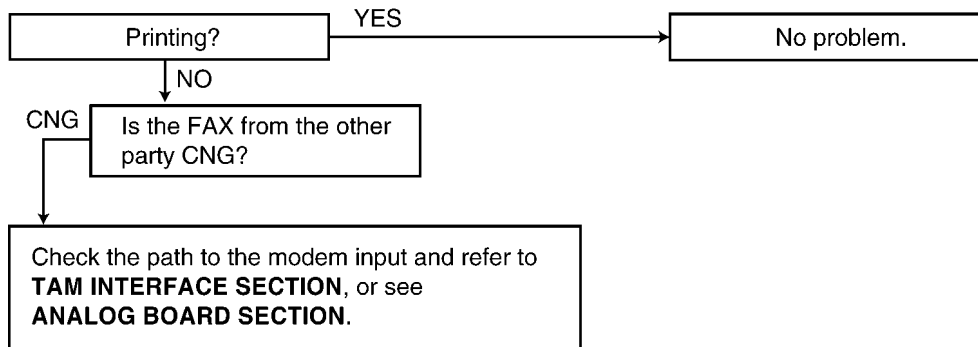 Printing?
YES
No problem.
NO
CNG
Is the FAX from the other
party CNG?
Check the path to the modem input and refer to
TAM INTERFACE SECTION, or see
ANALOG BOARD SECTION.